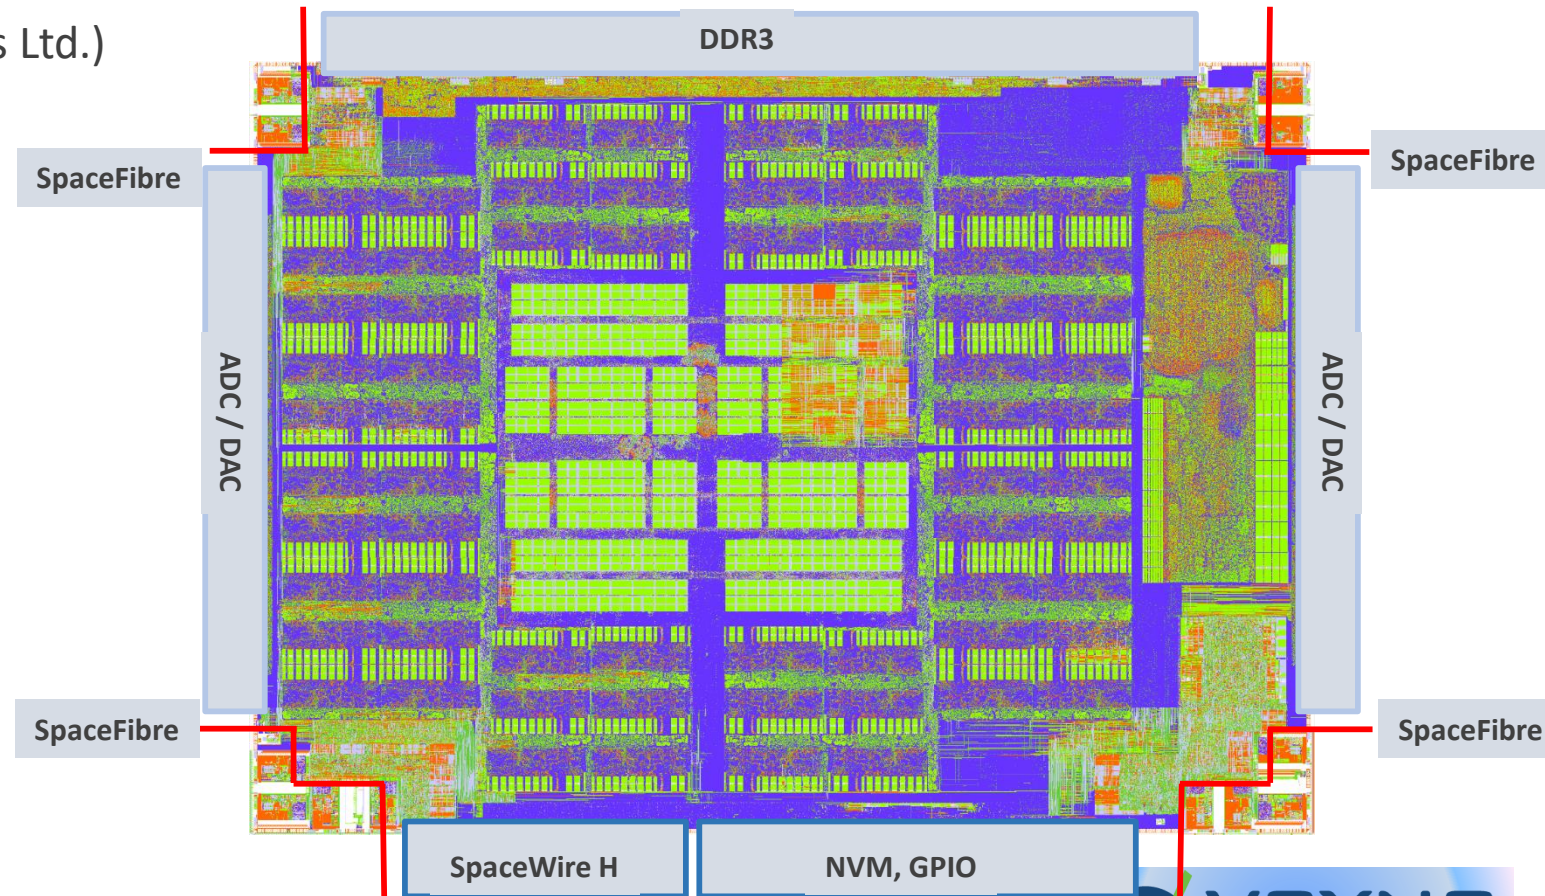 s Ltd.)
DDR3
SpaceFibre
SpaceFibre
ADC / DAC
ADC / DAC
SpaceFibre
SpaceFibre
SpaceWire H
NVM, GPIO